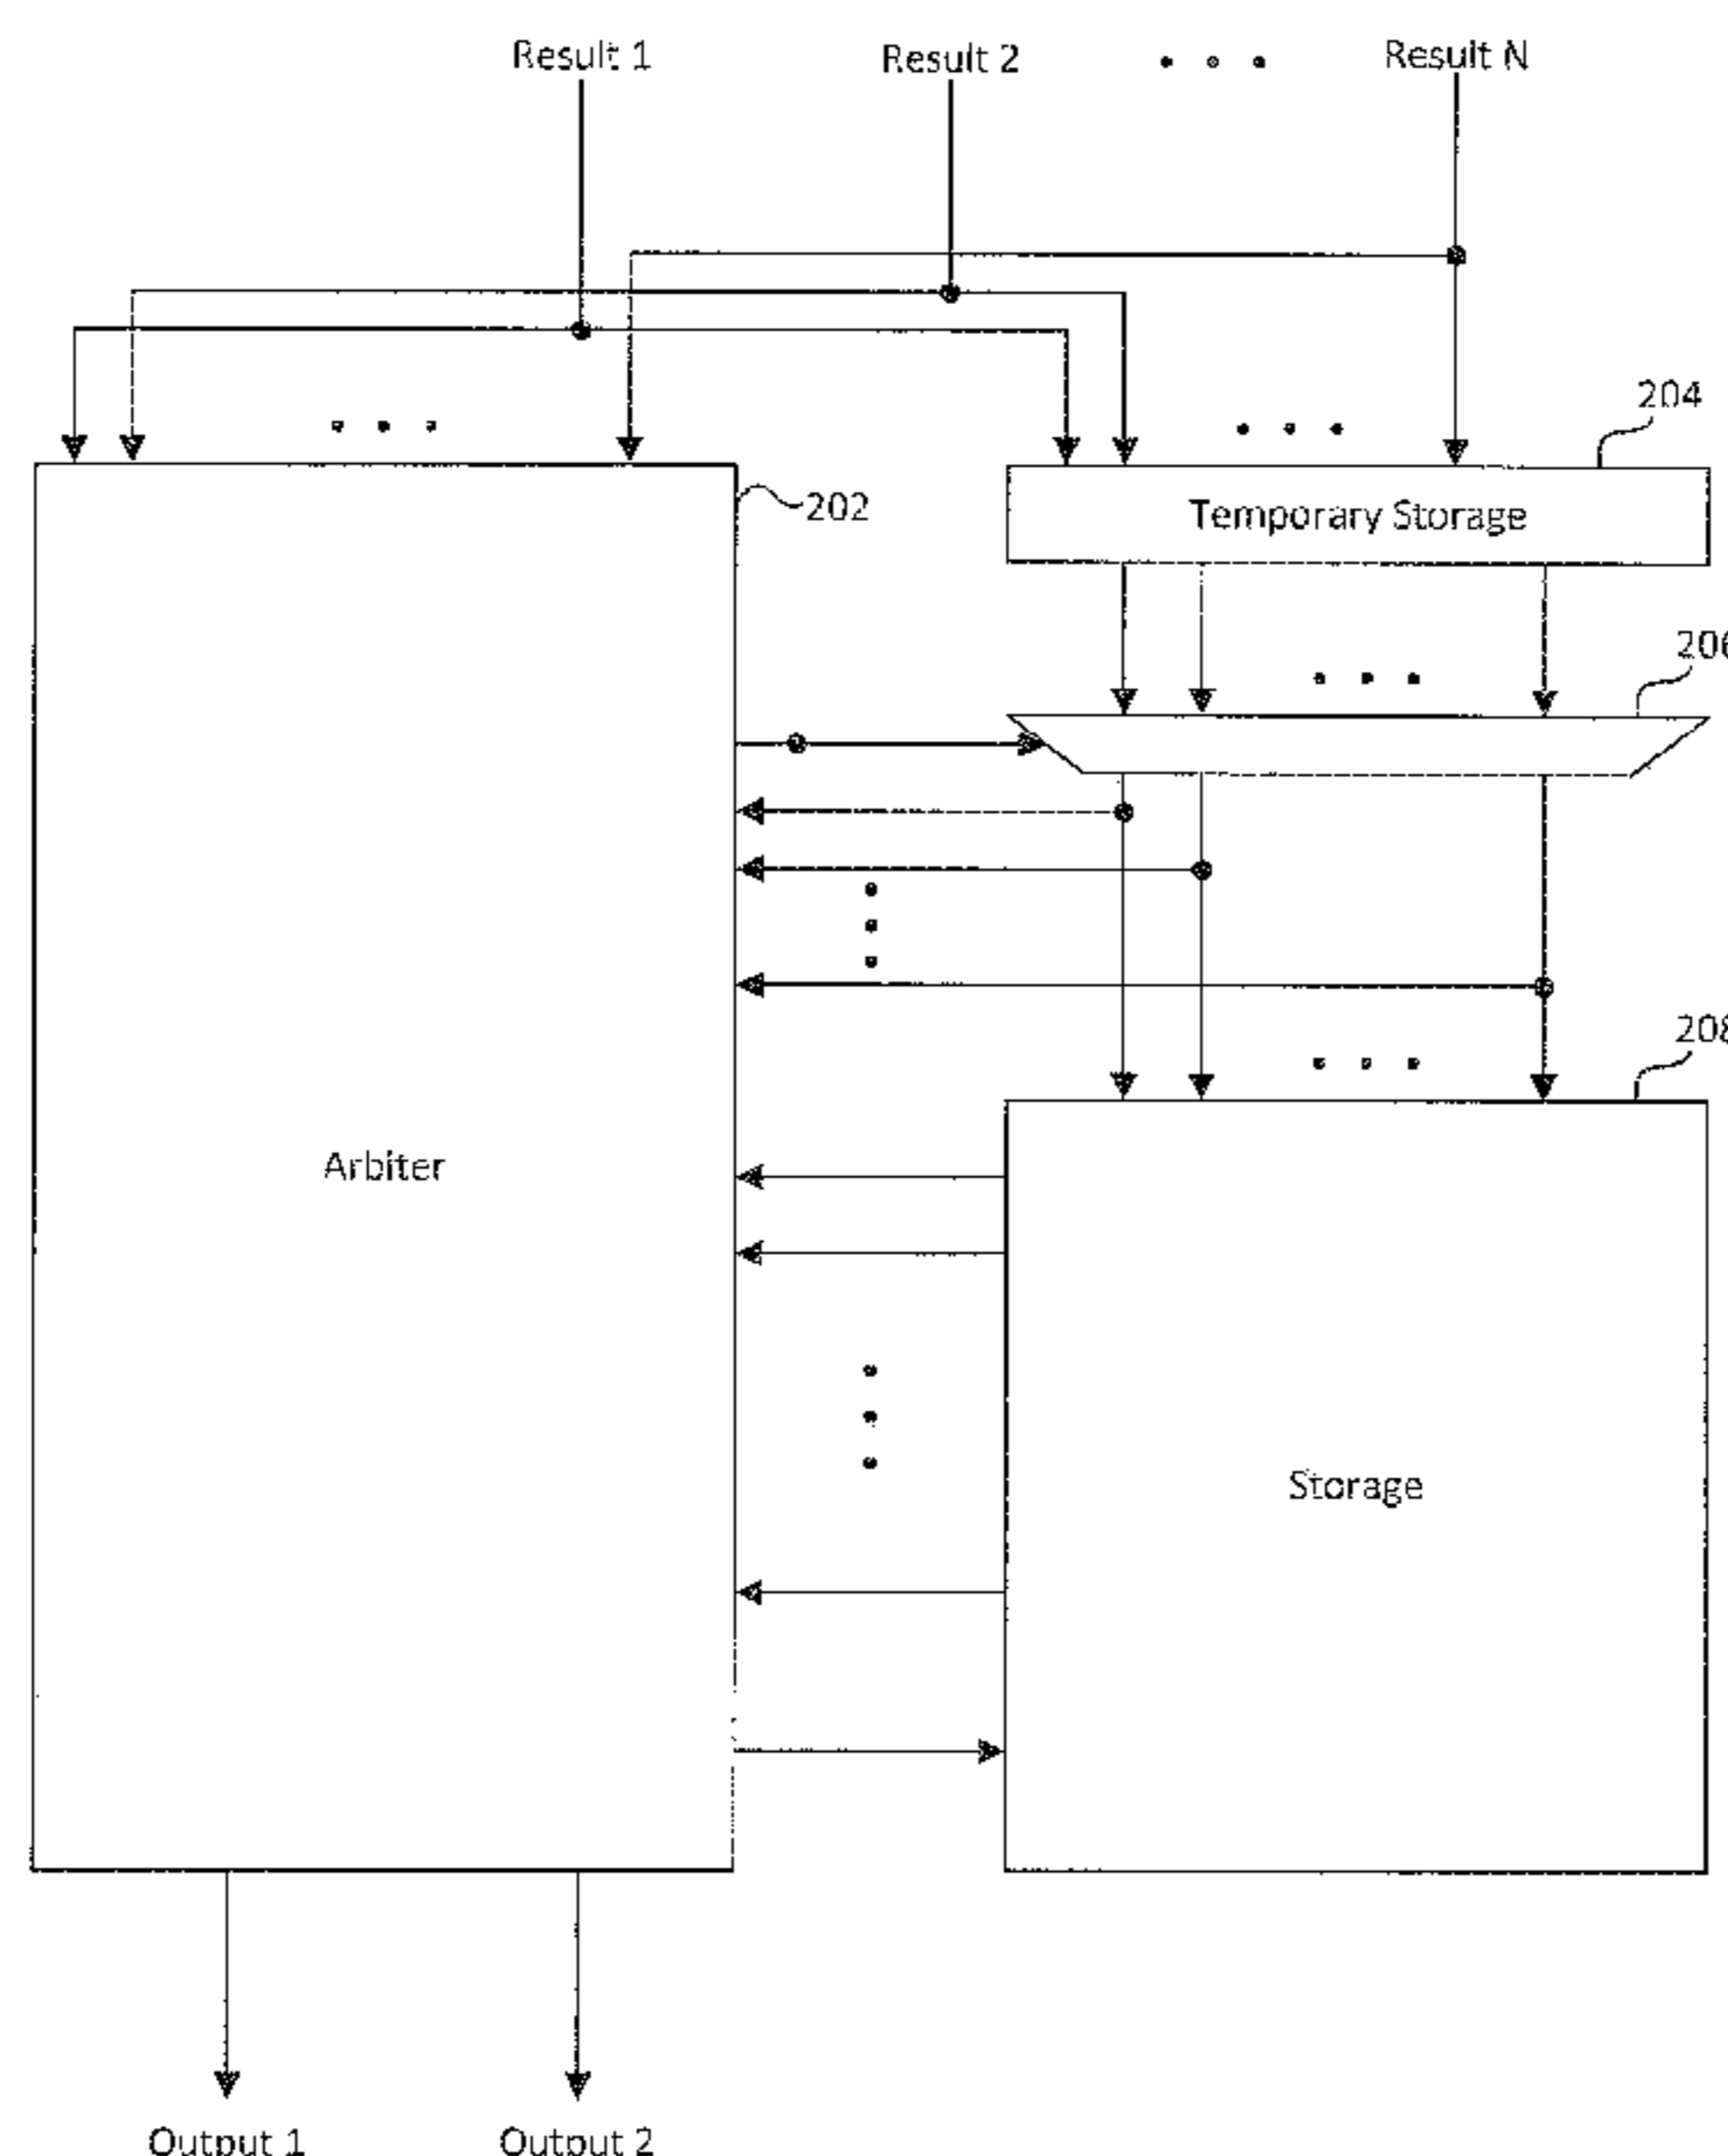 Result 1
Result 2
Result N
204
202
Temporary Storage
206
208
Arbiter
Storage
Output 1
Output 2